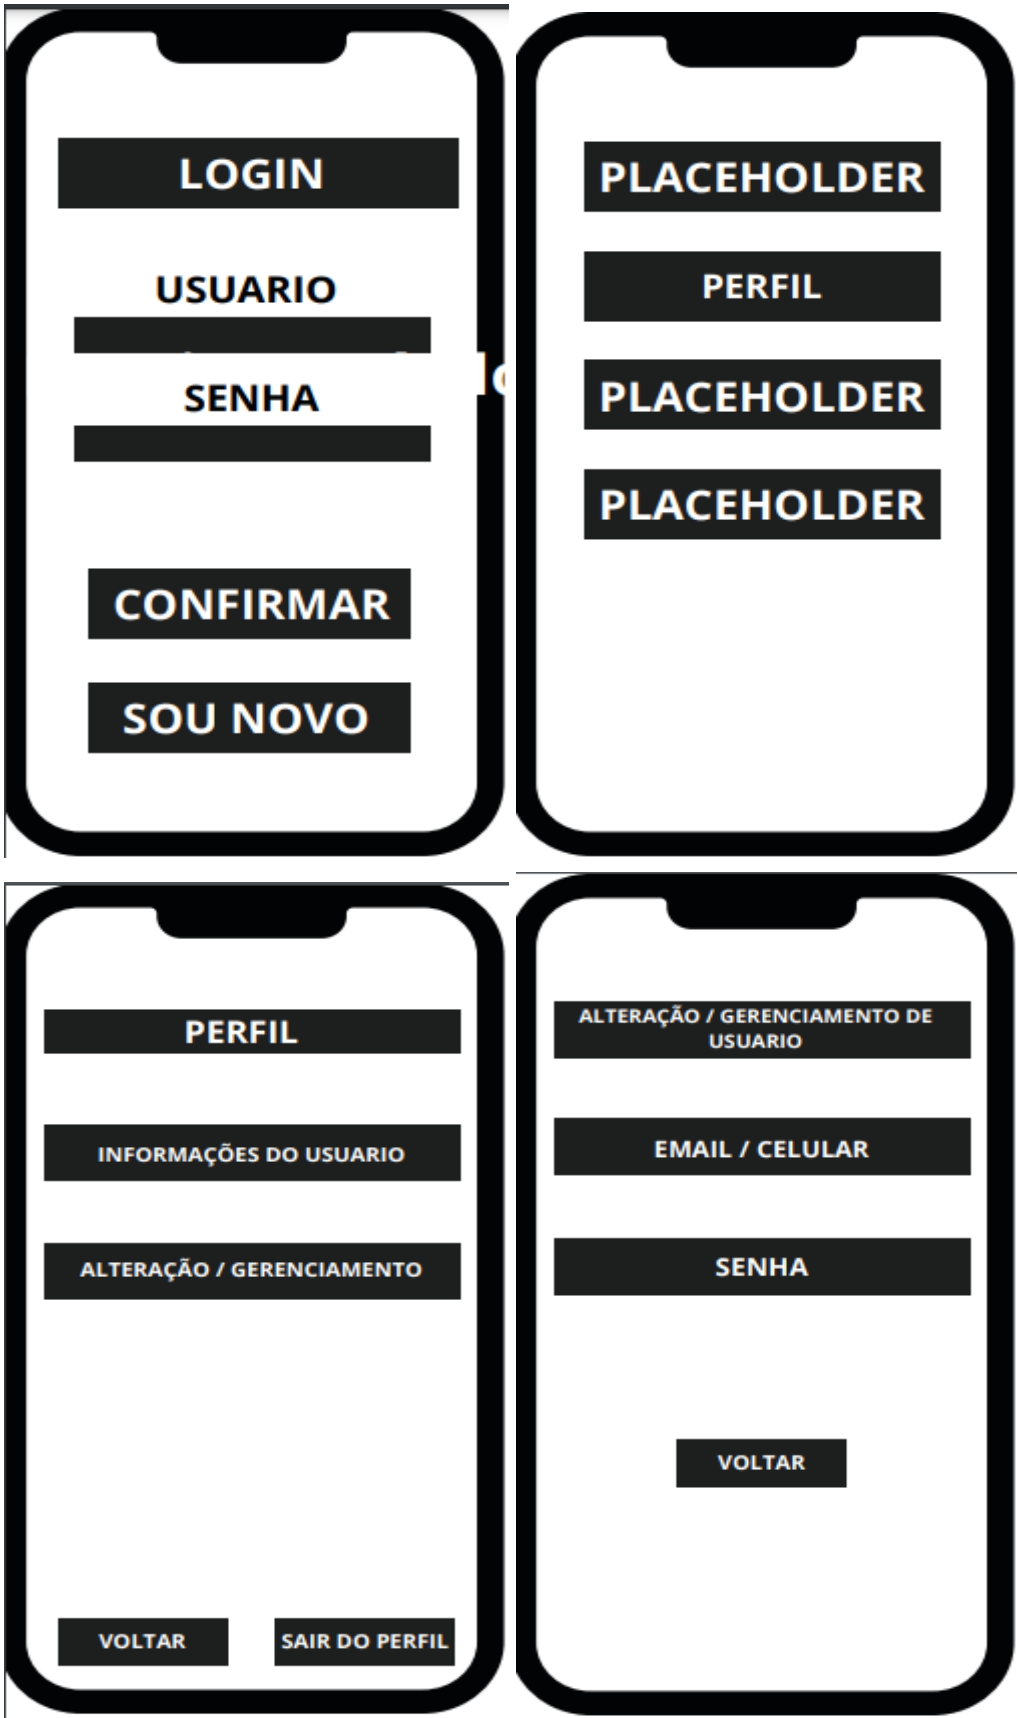 LOGIN
USUARIO
SENHA
CONFIRMAR
SOU NOVO
PLACEHOLDER
PERFIL
PLACEHOLDER
PLACEHOLDER
PERFIL
INFORMAÇÕES DO USUARIO
ALTERAÇÃO / GERENCIAMENTO
VOLTAR
SAIR DO PERFIL
ALTERAÇÃO / GERENCIAMENTO DE
USUARIO
EMAIL / CELULAR
SENHA
VOLTAR